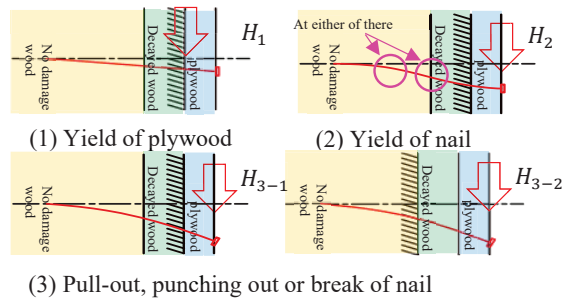 No damage
wood
Decayed wood
plywood
H1
(1) Yield of plywood
At either of there
No damage
wood
Decayed wood
plywood
H2
(2) Yield of nail
No damage
wood
Decayed wood
plywood
H3−1
No damage
wood
Decayed wood
plywood
H3−2
(3) Pull-out, punching out or break of nail